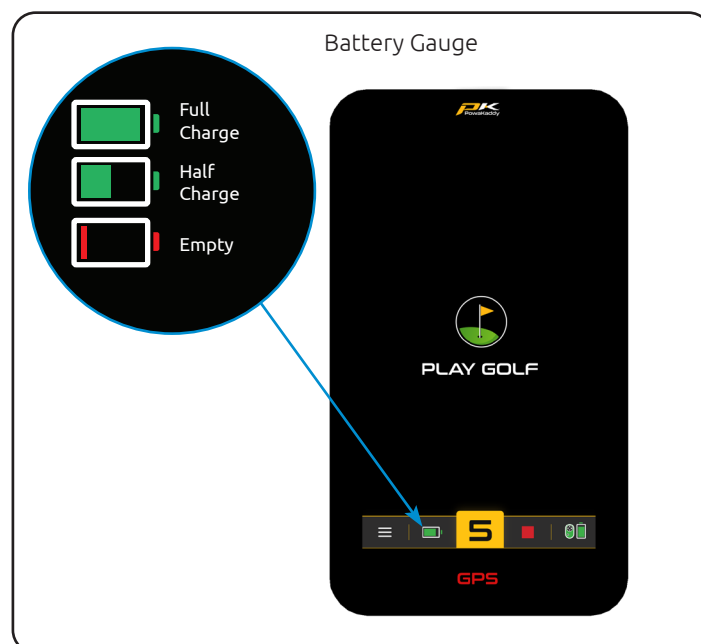 Battery Gauge
Full
Charge
Half
Charge
Empty
PK
PowaKaddy
PLAY GOLF
5
GPS